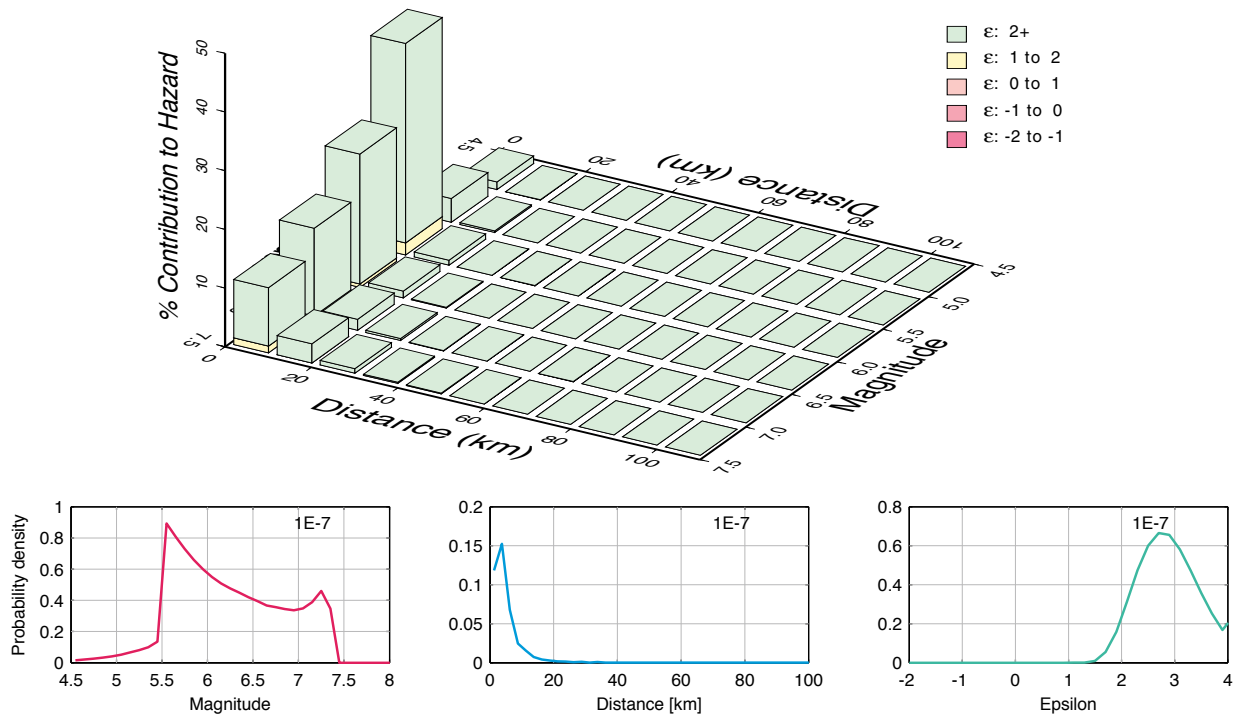 % Contribution to Hazard
50
40
30
20
10
7.5
0
20
40
60
80
100
Distance (km)
4.5
0
20
40
60
80
100
Distance (km)
4.5
5.0
5.5
6.0
6.5
7.0
7.5
Magnitude
ε: 2+
ε: 1 to 2
ε: 0 to 1
ε: -1 to 0
ε: -2 to -1
Probability density
1
0.8
0.6
0.4
0.2
0
4.5 5 5.5 6 6.5 7 7.5 8
Magnitude
1E-7
0.2
0.15
0.1
0.05
0
0 20 40 60 80 100
Distance [km]
1E-7
0.8
0.6
0.4
0.2
0
-2 -1 0 1 2 3 4
Epsilon
1E-7